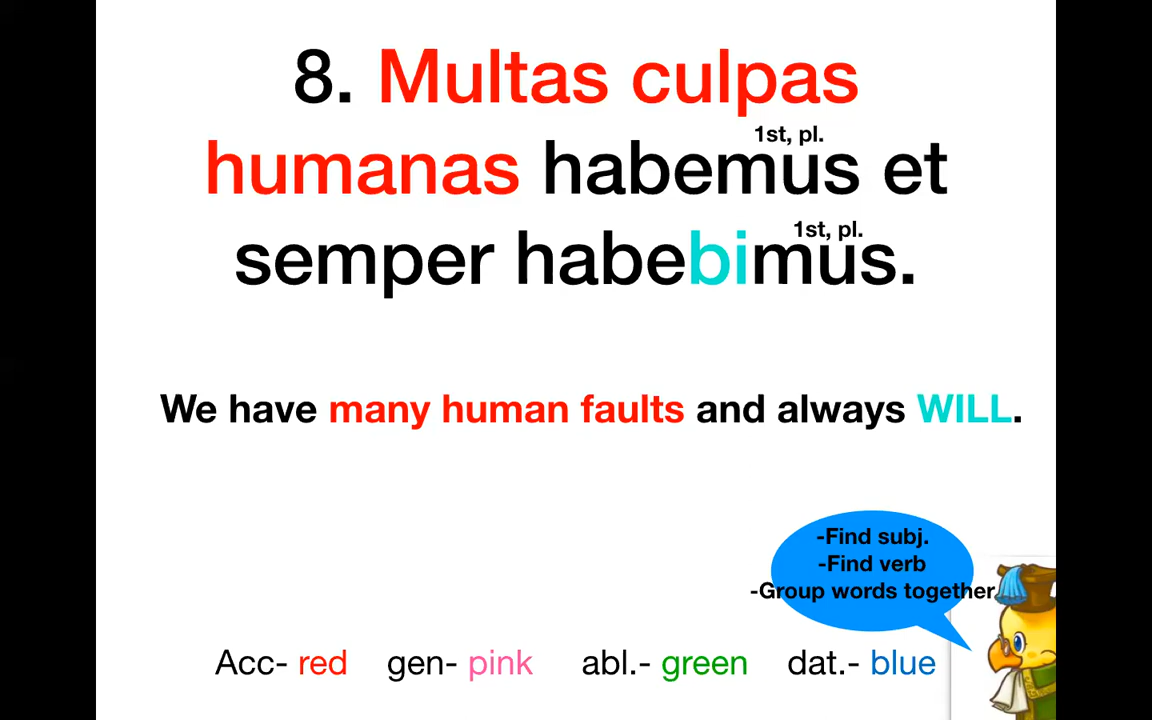 8. Multas culpas
1st, pl.
humanas habemus et
1st, pl.
semper habebimus.
We have many human faults and always WILL.
-Find subj.
-Find verb
-Group words together
Acc- red gen- pink abl.- green dat.- blue